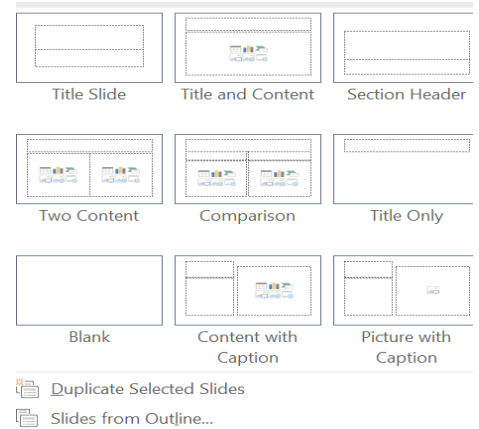 Title Slide
Title and Content
Section Header
Two Content
Comparison
Title Only
Blank
Content with
Caption
Picture with
Caption
Duplicate Selected Slides
Slides from Outline...